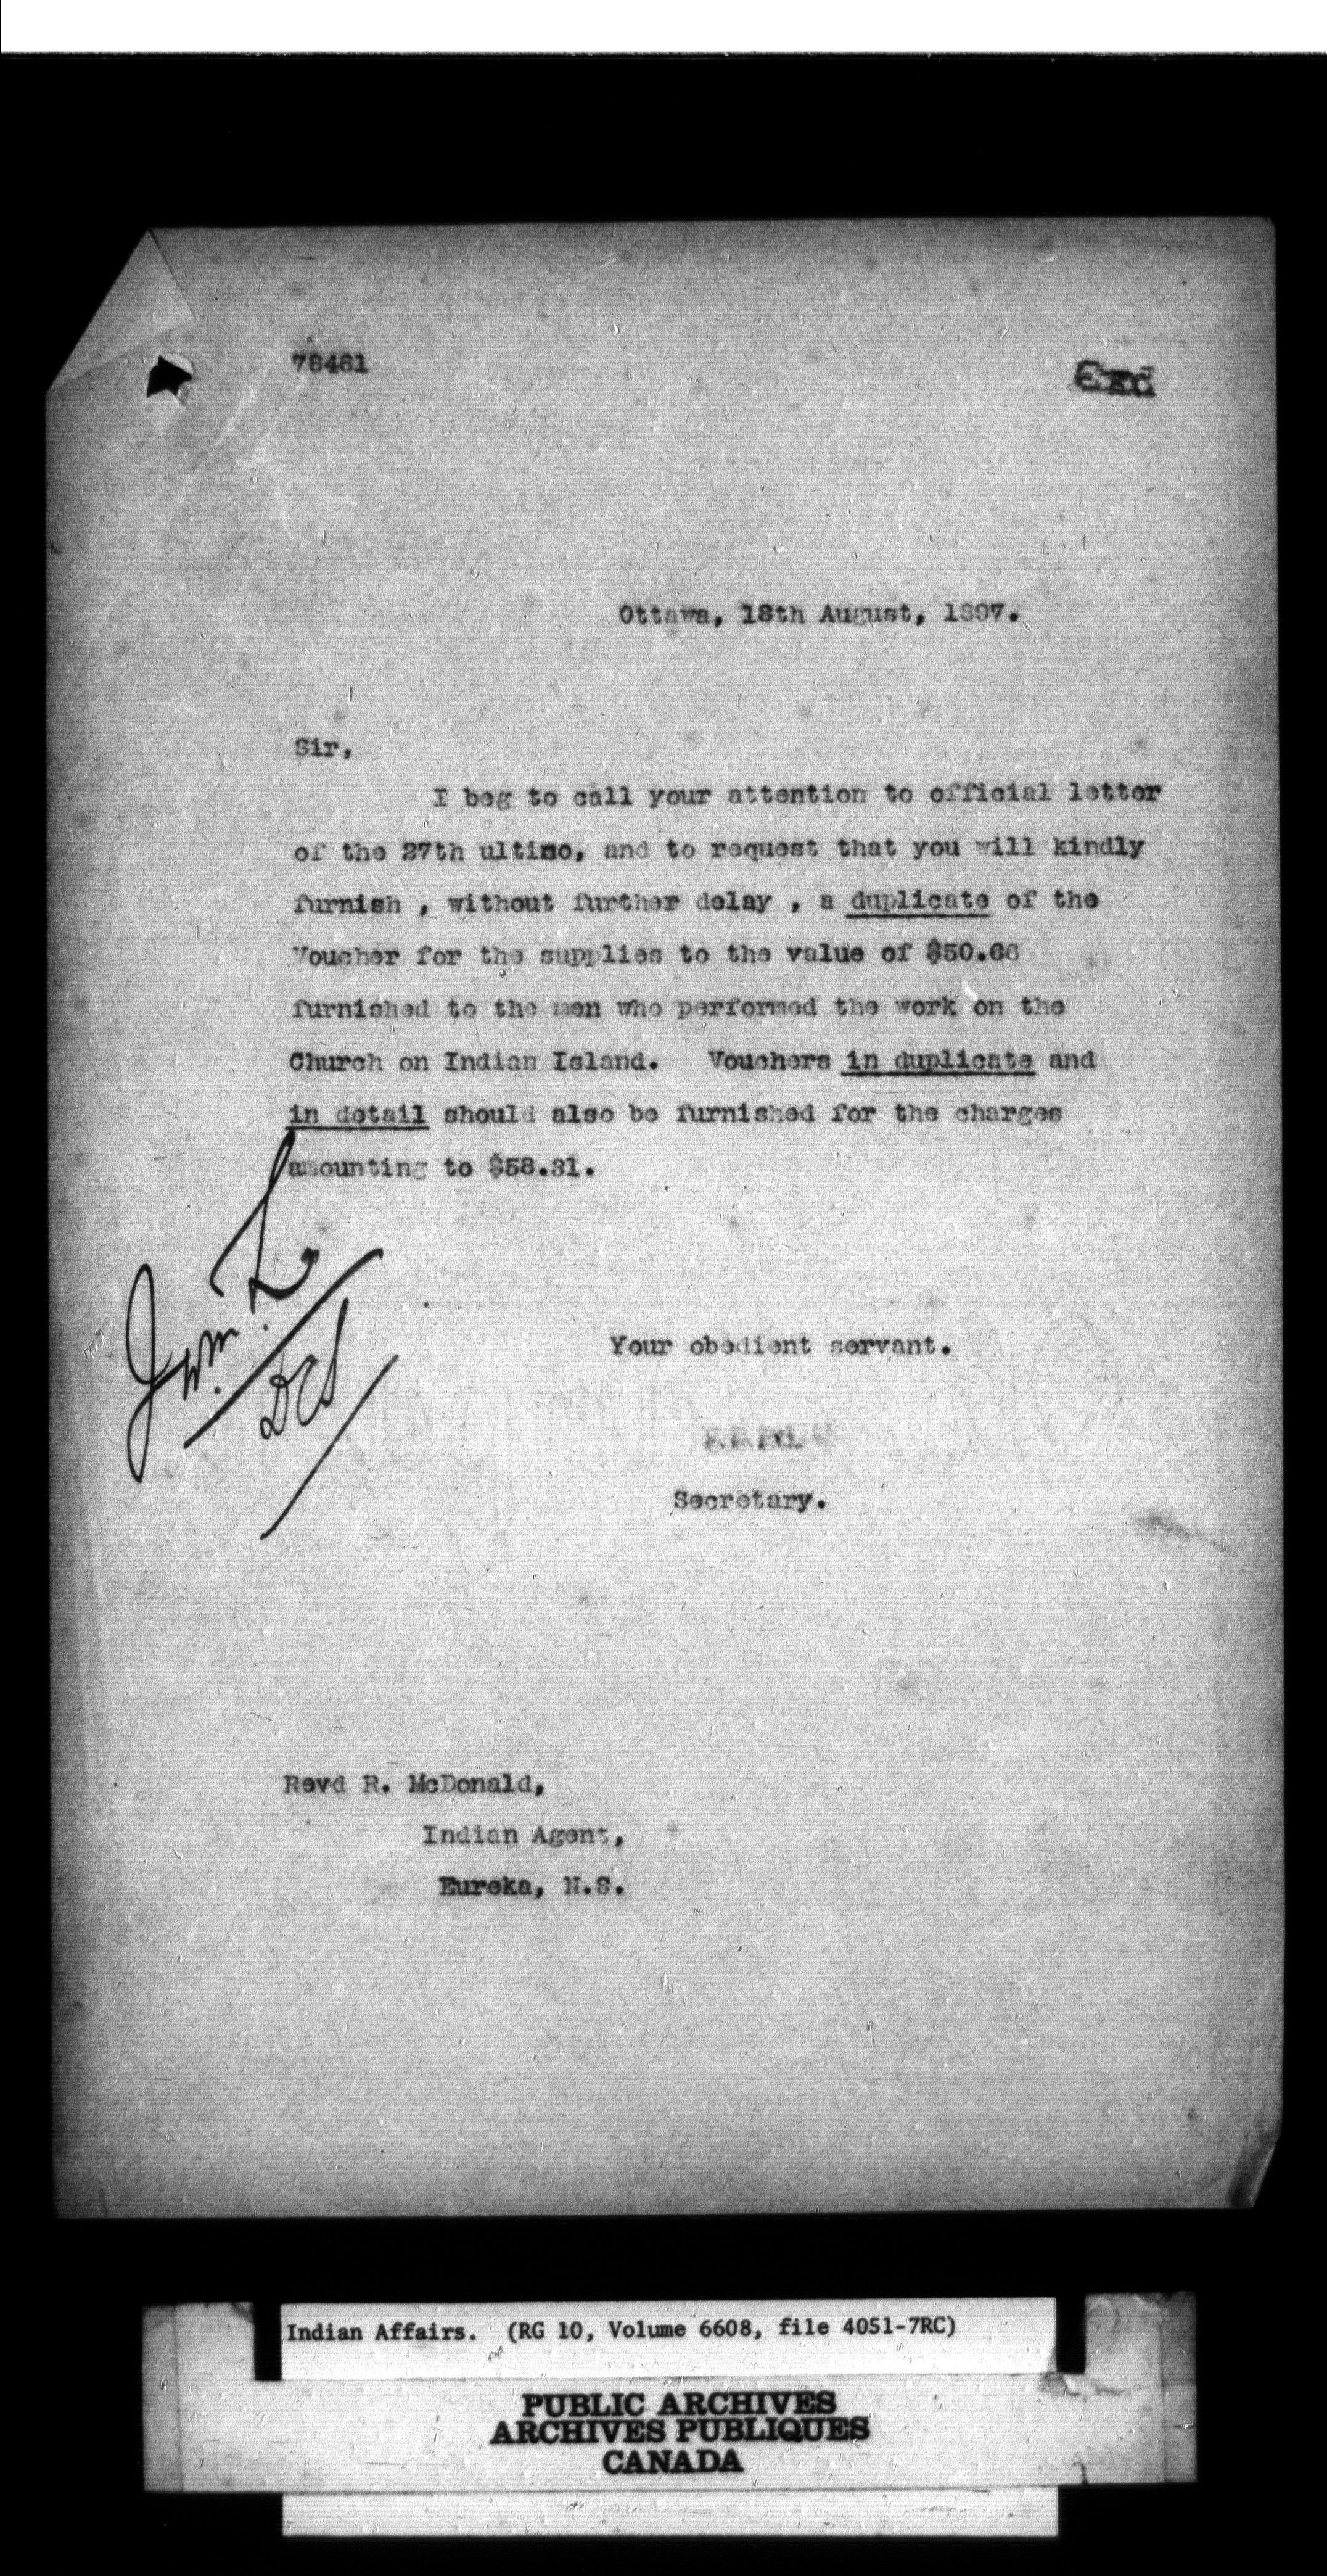 78481
Ottawa, 18th August, 1897.
Sir,
I beg to call your attention to official letter
of the 27th ultimo, and to request that you will kindly
furnish , without further delay , a duplicate of the
Voucher for the supplies to the value of $50.66
furnished to the men who performed the work on the
Church on Indian Island. Vouchers in duplicate and
in detail should also be furnished for the charges
amounting to $58.31.
DCS
Your obedient servant.
Secretary.
Revd R. McDonald,
Indian Agent,
Eureka, N.S.
Indian Affairs. (RG 10, Volume 6608, file 4051-7RC)
PUBLIC ARCHIVES
ARCHIVES PUBLIQUES
CANADA